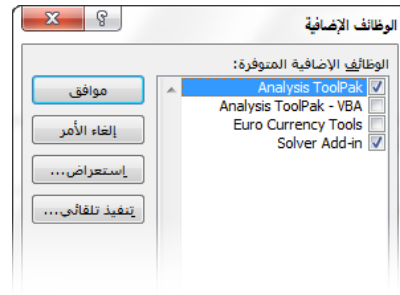 الوظائف الإضافية
الوظائف الإضافية المتوفرة:
Analysis ToolPak
Analysis ToolPak - VBA
Euro Currency Tools
Solver Add-in
موافق
إلغاء الأمر
إستعراض...
تنفيذ تلقائي...